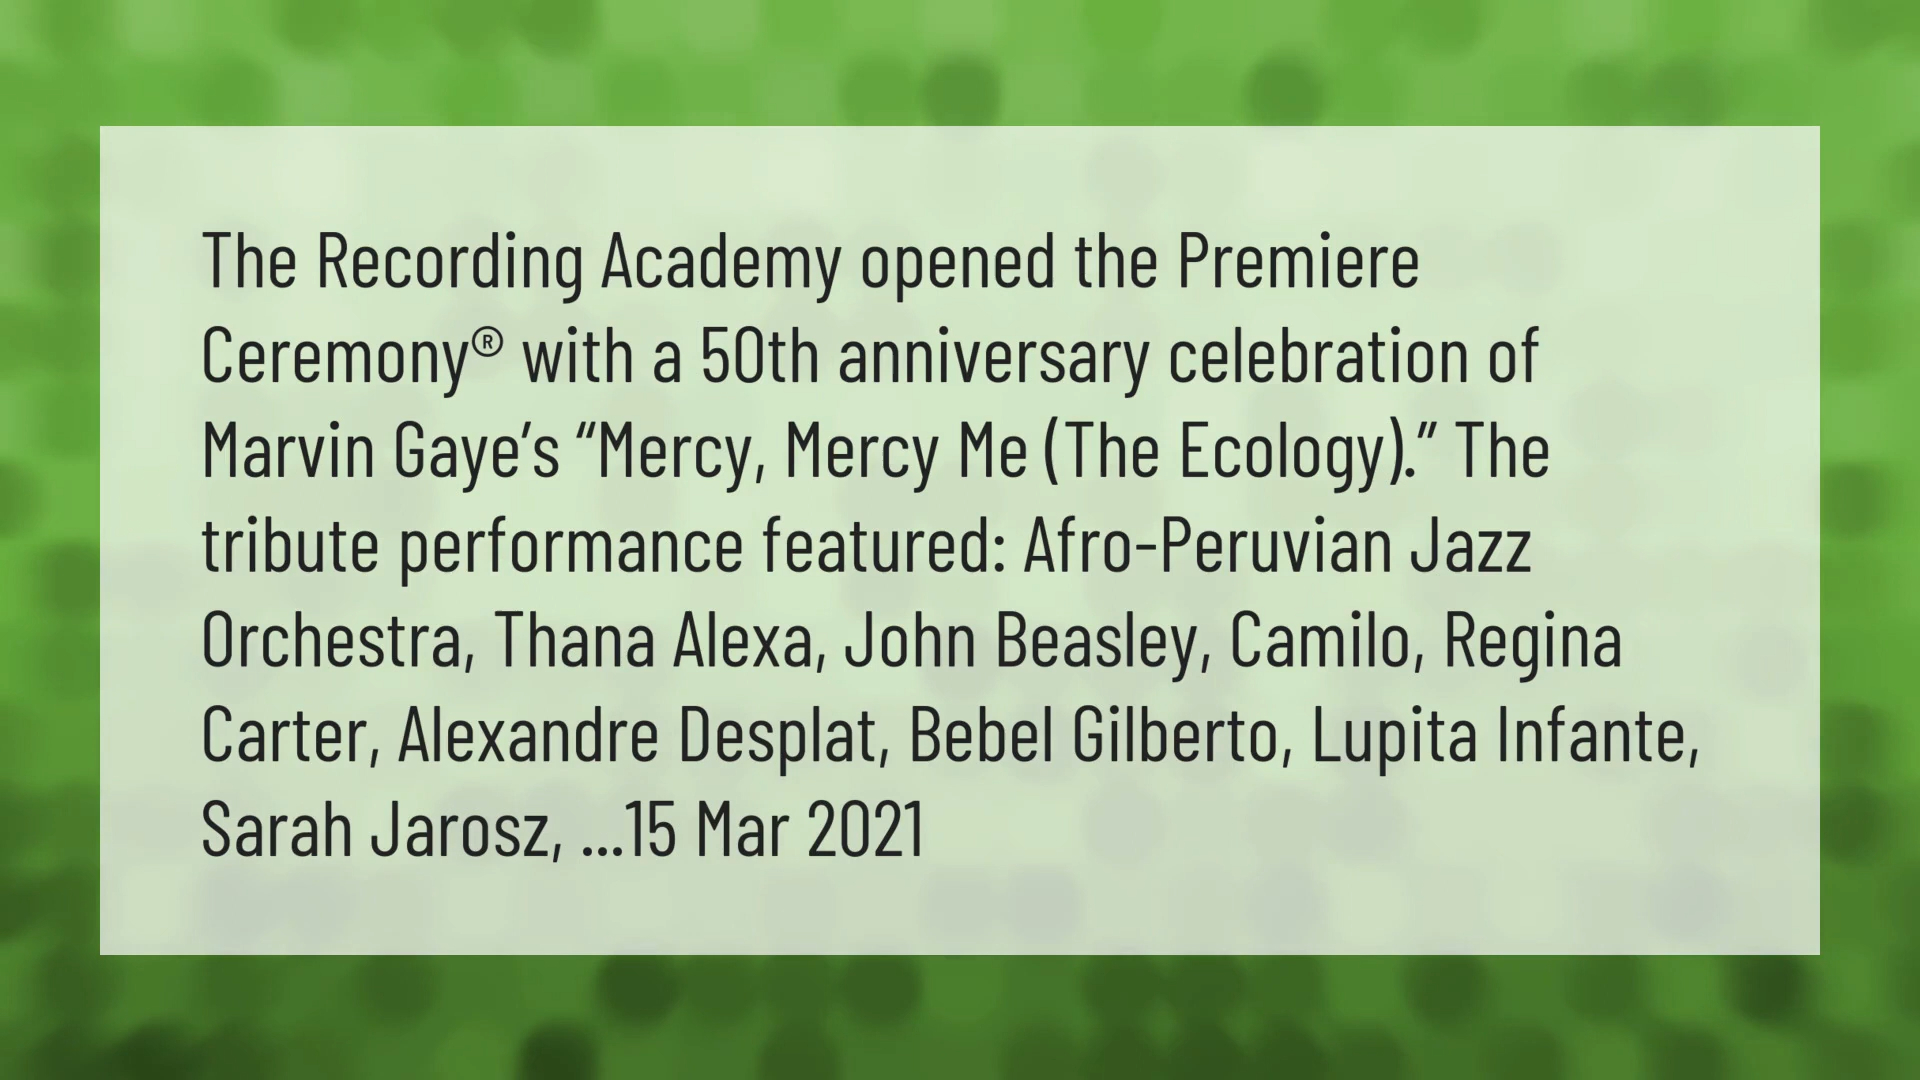 The Recording Academy opened the Premiere
Ceremony® with a 50th anniversary celebration of
Marvin Gaye’s “Mercy, Mercy Me (The Ecology).” The
tribute performance featured: Afro-Peruvian Jazz
Orchestra, Thana Alexa, John Beasley, Camilo, Regina
Carter, Alexandre Desplat, Bebel Gilberto, Lupita Infante,
Sarah Jarosz, ...15 Mar 2021